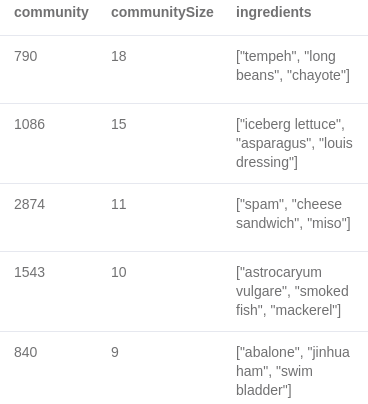 community communitySize ingredients
790 18 ["tempeh", "long
beans", "chayote"]
1086 15 ["iceberg lettuce",
"asparagus", "louis
dressing"]
2874 11 ["spam", "cheese
sandwich", "miso"]
1543 10 ["astrocaryum
vulgare", "smoked
fish", "mackerel"]
840 9 ["abalone", "jinhua
ham", "swim
bladder"]